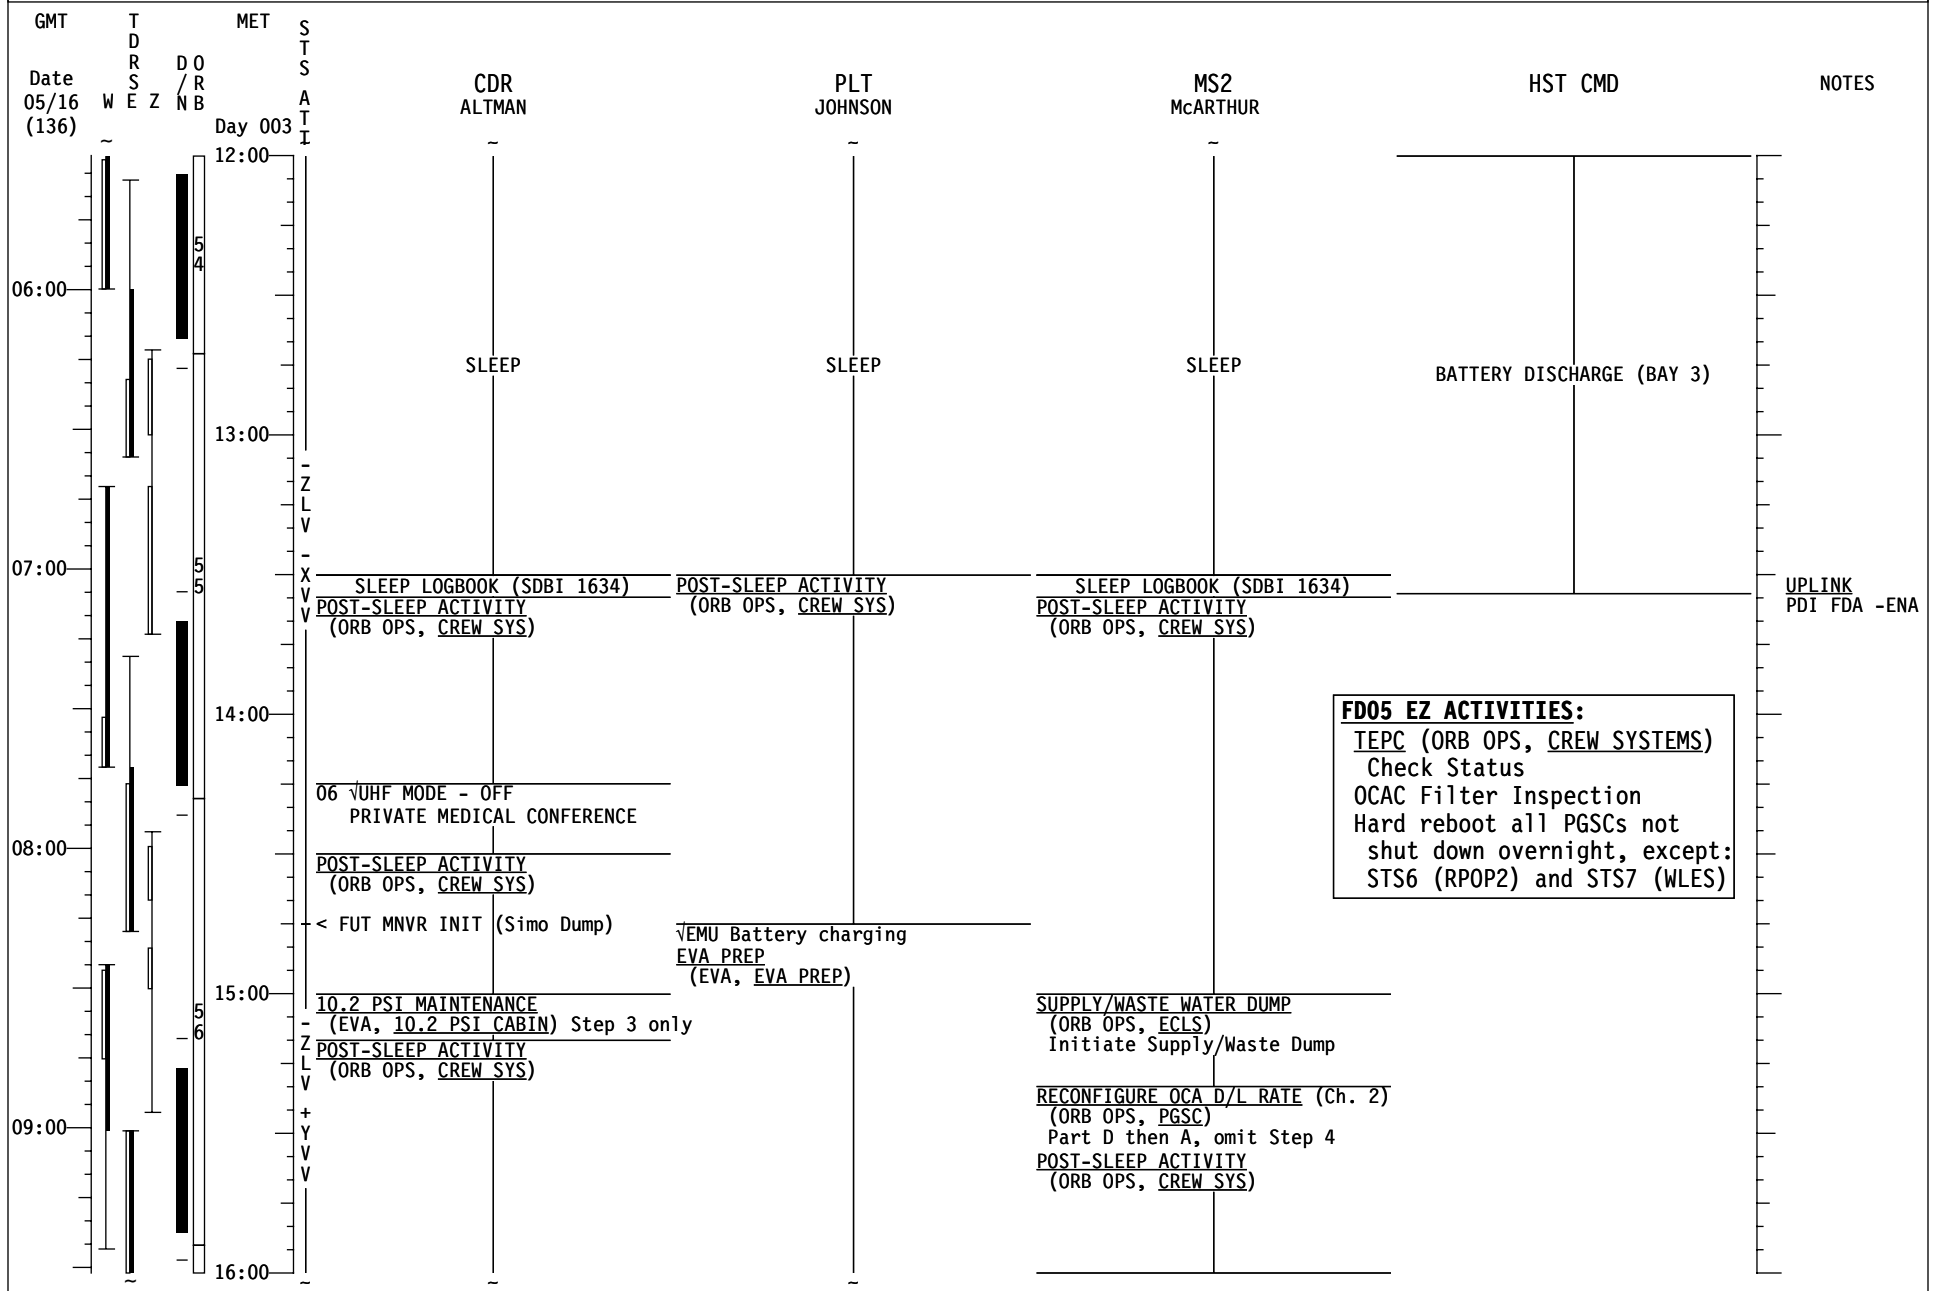 GMT
TDRS
MET
STS ATT
Date
05/16
(136)
W E Z
D/N
ORB
Day 003
CDR
ALTMAN
PLT
JOHNSON
MS2
McARTHUR
HST CMD
NOTES
~
~
~
~
12:00
54
06:00
SLEEP
SLEEP
SLEEP
BATTERY DISCHARGE (BAY 3)
13:00
-ZLV -XVV
07:00
55
SLEEP LOGBOOK (SDBI 1634)
POST-SLEEP ACTIVITY
(ORB OPS, CREW SYS)
POST-SLEEP ACTIVITY
(ORB OPS, CREW SYS)
SLEEP LOGBOOK (SDBI 1634)
POST-SLEEP ACTIVITY
(ORB OPS, CREW SYS)
UPLINK
PDI FDA -ENA
14:00
FD05 EZ ACTIVITIES:
TEPC (ORB OPS, CREW SYSTEMS)
Check Status
OCAC Filter Inspection
Hard reboot all PGSCs not
shut down overnight, except:
STS6 (RPOP2) and STS7 (WLES)
06 √UHF MODE - OFF
PRIVATE MEDICAL CONFERENCE
08:00
POST-SLEEP ACTIVITY
(ORB OPS, CREW SYS)
< FUT MNVR INIT (Simo Dump)
√EMU Battery charging
EVA PREP
(EVA, EVA PREP)
15:00
56
-ZLV +YVV
10.2 PSI MAINTENANCE
(EVA, 10.2 PSI CABIN) Step 3 only
POST-SLEEP ACTIVITY
(ORB OPS, CREW SYS)
SUPPLY/WASTE WATER DUMP
(ORB OPS, ECLS)
Initiate Supply/Waste Dump
RECONFIGURE OCA D/L RATE (Ch. 2)
(ORB OPS, PGSC)
Part D then A, omit Step 4
POST-SLEEP ACTIVITY
(ORB OPS, CREW SYS)
09:00
16:00
~
~
~
~